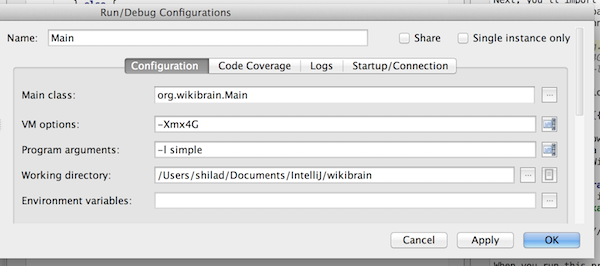 Next, you'll import
Run/Debug Configurations
Name: Main Share Single instance only
Configuration Code Coverage Logs Startup/Connection
Main class: org.wikibrain.Main ...
VM options: -Xmx4G
Program arguments: -l simple
Working directory: /Users/shilad/Documents/IntelliJ/wikibrain ...
Environment variables: ...
Cancel Apply OK
When you run this